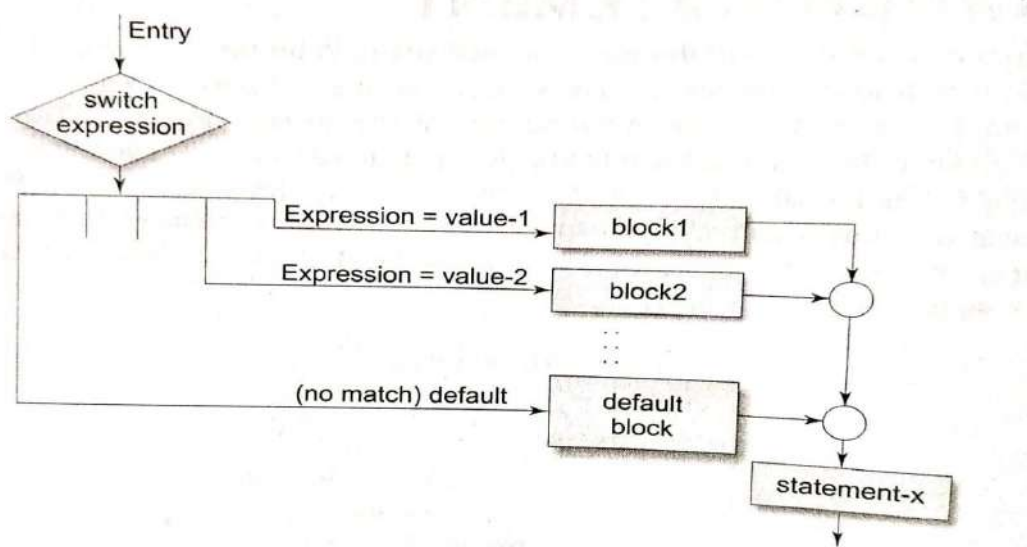 Entry
switch
expression
Expression = value-1
block1
Expression = value-2
block2
(no match) default
default
block
statement-x